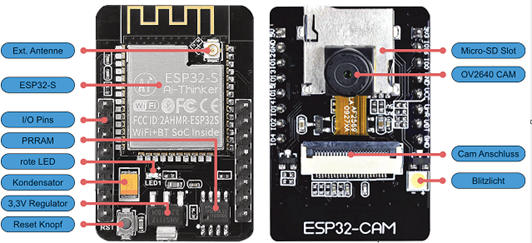 Ext. Antenne
ESP32-S
I/O Pins
PRRAM
rote LED
Kondensator
3,3V Regulator
Reset Knopf
ESP32-S
Ai-Thinker
WiFi
FCC ID:2AHMR-ESP32S
WiFi+BT SoC Inside
LED1
RST
Micro-SD Slot
OV2640 CAM
Cam Anschluss
Blitzlicht
ESP32-CAM